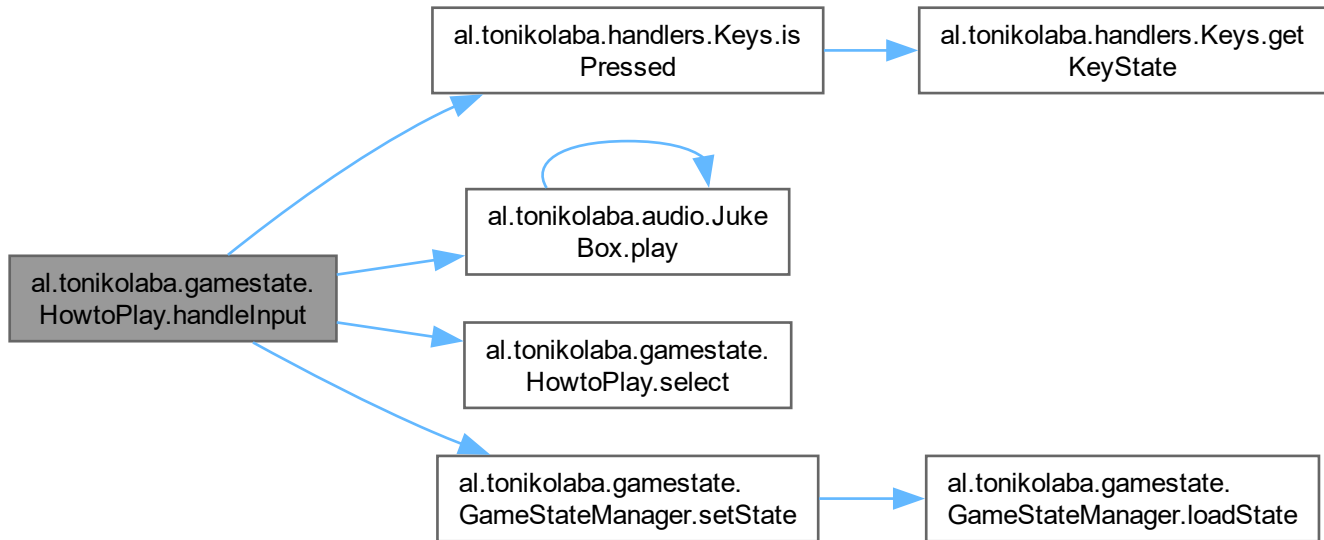 al.tonikolaba.handlers.Keys.is
Pressed
al.tonikolaba.handlers.Keys.get
KeyState
al.tonikolaba.audio.Juke
Box.play
al.tonikolaba.gamestate.
HowtoPlay.handleInput
al.tonikolaba.gamestate.
HowtoPlay.select
al.tonikolaba.gamestate.
GameStateManager.setState
al.tonikolaba.gamestate.
GameStateManager.loadState